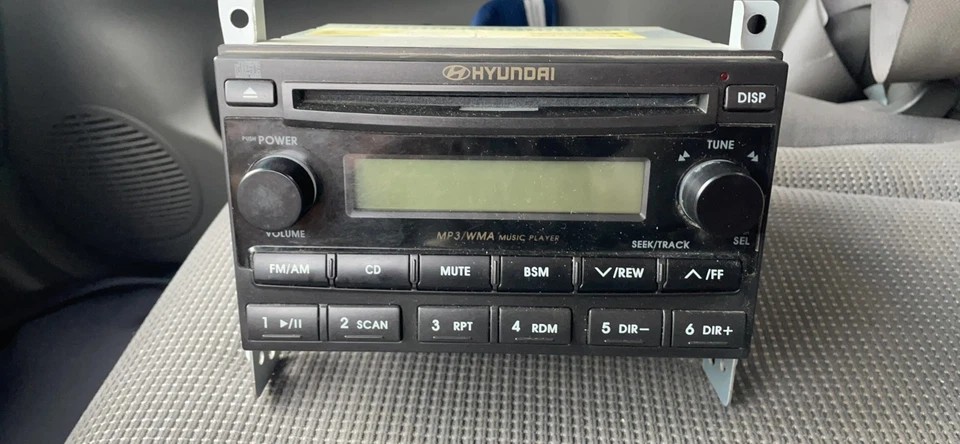 HYUNDAI
DISP
PUSH POWER
TUNE
VOLUME
MP3/WMA MUSIC PLAYER
SEEK/TRACK
SEL
FM/AM CD MUTE BSM /REW /FF
1 ▶/II 2 SCAN 3 RPT 4 RDM 5 DIR− 6 DIR+